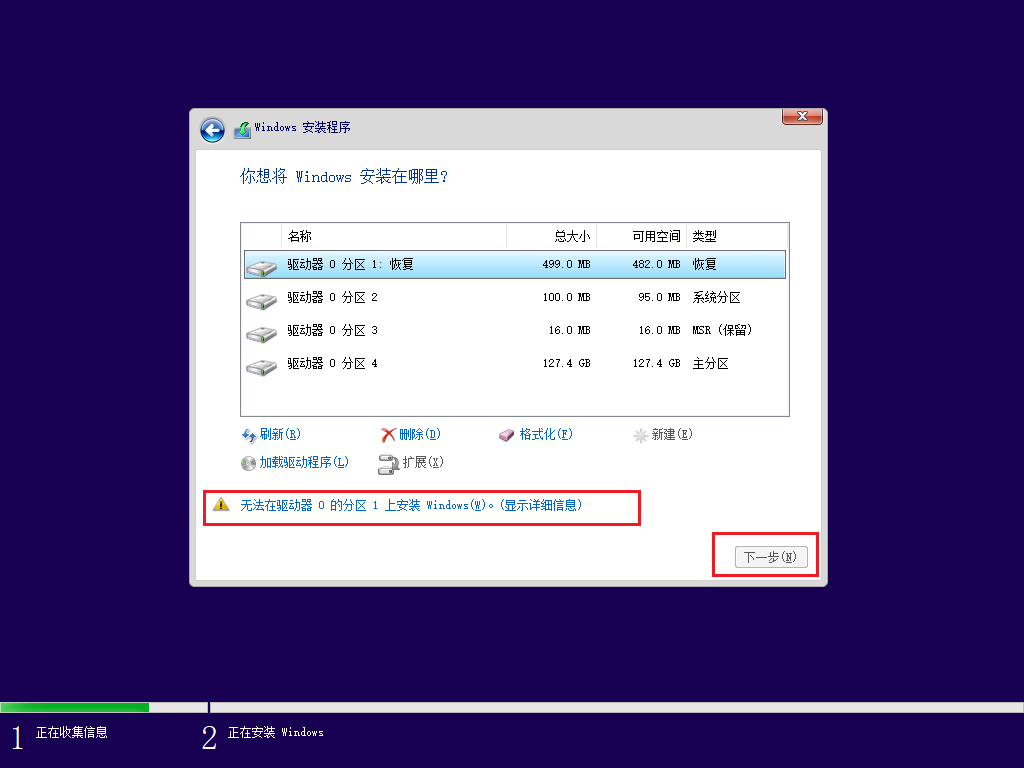 Windows 安装程序
你想将 Windows 安装在哪里?
名称 总大小 可用空间 类型
驱动器 0 分区 1: 恢复 499.0 MB 482.0 MB 恢复
驱动器 0 分区 2 100.0 MB 95.0 MB 系统分区
驱动器 0 分区 3 16.0 MB 16.0 MB MSR (保留)
驱动器 0 分区 4 127.4 GB 127.4 GB 主分区
刷新(R) 删除(D) 格式化(F) 新建(E)
加载驱动程序(L) 扩展(X)
无法在驱动器 0 的分区 1 上安装 Windows(W)。(显示详细信息)
下一步(N)
1 正在收集信息 2 正在安装 Windows